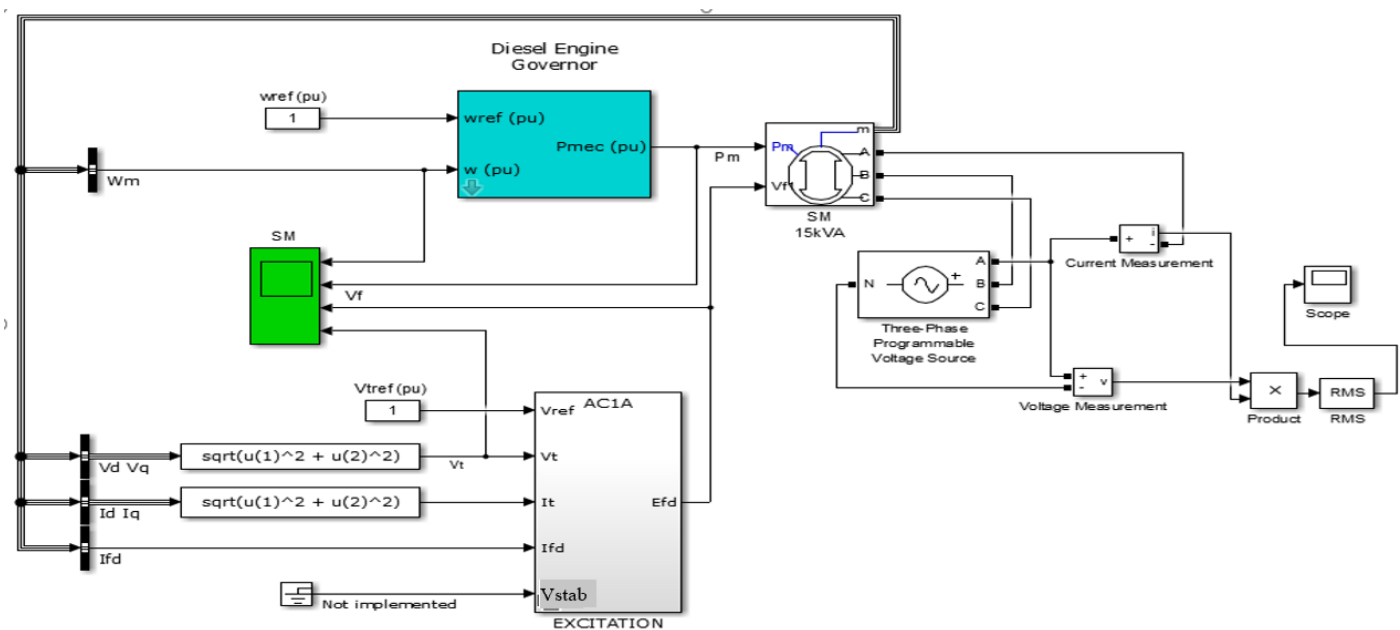 Diesel Engine
Governor
wref (pu)
1
wref (pu)
Pmec (pu)
w (pu)
Wm
Pm
Pm
Vf1
m
A
B
C
SM
15kVA
SM
Vf
+
i
-
Current Measurement
N
+
A
B
C
Three-Phase
Programmable
Voltage Source
Scope
+
-
v
Voltage Measurement
×
Product
RMS
RMS
Vtref (pu)
1
AC1A
Vref
Vd Vq
sqrt(u(1)^2 + u(2)^2)
Vt
Vt
Id Iq
sqrt(u(1)^2 + u(2)^2)
It
Efd
Ifd
Ifd
Not implemented
Vstab
EXCITATION